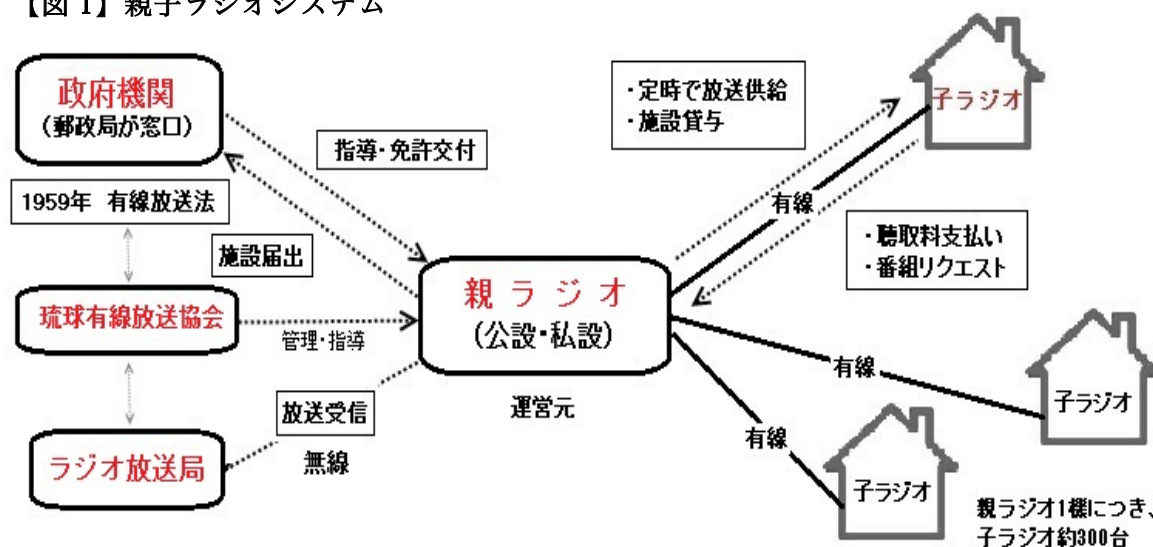 【図1】親子ラジオシステム
政府機関
(郵政局が窓口)
指導・免許交付
・定時で放送供給
・施設貸与
子ラジオ
1959年 有線放送法
施設届出
有線
・聴取料支払い
・番組リクエスト
琉球有線放送協会
管理・指導
親ラジオ
(公設・私設)
運営元
有線
子ラジオ
放送受信
無線
ラジオ放送局
有線
子ラジオ
親ラジオ1機につき、
子ラジオ約300台